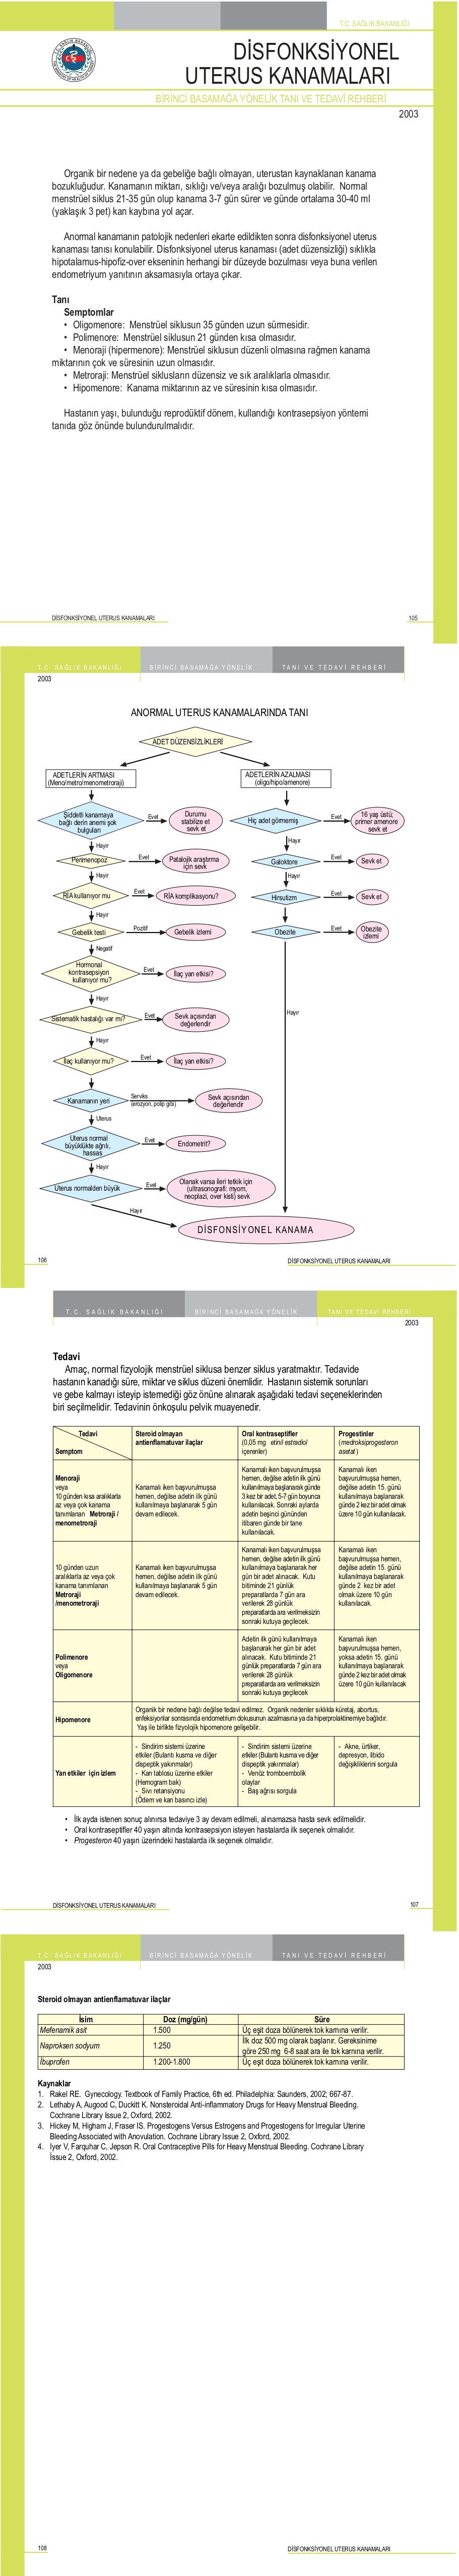 T.C. SAĞLIK BAKANLIĞI
DİSFONKSİYONEL
UTERUS KANAMALARI
BİRİNCİ BASAMAĞA YÖNELİK TANI VE TEDAVİ REHBERİ
2003
Organik bir nedene ya da gebeliğe bağlı olmayan, uterustan kaynaklanan kanama
bozukluğudur. Kanamanın miktarı, sıklığı ve/veya aralığı bozulmuş olabilir. Normal
menstrüel siklus 21-35 gün olup kanama 3-7 gün sürer ve günde ortalama 30-40 ml
(yaklaşık 3 pet) kan kaybına yol açar.
Anormal kanamanın patolojik nedenleri ekarte edildikten sonra disfonksiyonel uterus
kanaması tanısı konulabilir. Disfonksiyonel uterus kanaması (adet düzensizliği) sıklıkla
hipotalamus-hipofiz-over ekseninin herhangi bir düzeyde bozulması veya buna verilen
endometriyum yanıtının aksamasıyla ortaya çıkar.
Tanı
Semptomlar
• Oligomenore: Menstrüel siklusun 35 günden uzun sürmesidir.
• Polimenore: Menstrüel siklusun 21 günden kısa olmasıdır.
• Menoraji (hipermenore): Menstrüel siklusun düzenli olmasına rağmen kanama
miktarının çok ve süresinin uzun olmasıdır.
• Metroraji: Menstrüel siklusların düzensiz ve sık aralıklarla olmasıdır.
• Hipomenore: Kanama miktarının az ve süresinin kısa olmasıdır.
Hastanın yaşı, bulunduğu reprodüktif dönem, kullandığı kontrasepsiyon yöntemi
tanıda göz önünde bulundurulmalıdır.
DİSFONKSİYONEL UTERUS KANAMALARI
105
T.C. SAĞLIK BAKANLIĞI
BİRİNCİ BASAMAĞA YÖNELİK
TANI VE TEDAVİ REHBERİ
2003
ANORMAL UTERUS KANAMALARINDA TANI
ADET DÜZENSİZLİKLERİ
ADETLERİN ARTMASI
(Meno/metro/menometroraji)
ADETLERİN AZALMASI
(oligo/hipo/amenore)
Şiddetli kanamaya
bağlı derin anemi şok
bulguları
Evet
Durumu
stabilize et
sevk et
Hiç adet görmemiş
Evet
16 yaş üstü;
primer amenore
sevk et
Hayır
Hayır
Perimenopoz
Evet
Patalojik araştırma
için sevk
Galoktore
Evet
Sevk et
Hayır
Hayır
RİA kullanıyor mu
Evet
RİA komplikasyonu?
Hirsutizm
Evet
Sevk et
Hayır
Gebelik testi
Pozitif
Gebelik izlemi
Obezite
Evet
Obezite
izlemi
Negatif
Hormonal
kontrasepsiyon
kullanıyor mu?
Evet
İlaç yan etkisi?
Hayır
Hayır
Sistematik hastalığı var mı?
Evet
Sevk açısından
değerlendir
Hayır
İlaç kullanıyor mu?
Evet
İlaç yan etkisi?
Kanamanın yeri
Serviks
(erozyon, polip gibi)
Sevk açısından
değerlendir
Uterus
Uterus normal
büyüklükte ağrılı,
hassas
Evet
Endometrit?
Hayır
Uterus normalden büyük
Evet
Olanak varsa ileri tetkik için
(ultrasonografi: myom,
neoplazi, over kisti) sevk
Hayır
DİSFONSİYONEL KANAMA
106
DİSFONKSİYONEL UTERUS KANAMALARI
T.C. SAĞLIK BAKANLIĞI
BİRİNCİ BASAMAĞA YÖNELİK
TANI VE TEDAVİ REHBERİ
2003
Tedavi
Amaç, normal fizyolojik menstrüel siklusa benzer siklus yaratmaktır. Tedavide
hastanın kanadığı süre, miktar ve siklus düzeni önemlidir. Hastanın sistemik sorunları
ve gebe kalmayı isteyip istemediği göz önüne alınarak aşağıdaki tedavi seçeneklerinden
biri seçilmelidir. Tedavinin önkoşulu pelvik muayenedir.
Tedavi
Semptom
Steroid olmayan
antienflamatuvar ilaçlar
Oral kontraseptifler
(0,05 mg etinil estradiol
içerenler)
Progestinler
(medroksiprogesteron
asetat )
Menoraji
veya
10 günden kısa aralıklarla
az veya çok kanama
tanımlanan Metroraji /
menometroraji
Kanamalı iken başvurulmuşsa
hemen, değilse adetin ilk günü
kullanılmaya başlanarak 5 gün
devam edilecek.
Kanamalı iken başvurulmuşsa
hemen, değilse adetin ilk günü
kullanılmaya başlanarak günde
3 kez bir adet, 5-7 gün boyunca
kullanılacak. Sonraki aylarda
adetin beşinci gününden
itibaren günde bir tane
kullanılacak.
Kanamalı iken
başvurulmuşsa hemen,
değilse adetin 15. günü
kullanılmaya başlanarak
günde 2 kez bir adet olmak
üzere 10 gün kullanılacak.
10 günden uzun
aralıklarla az veya çok
kanama tanımlanan
Metroraji
/menometroraji
Kanamalı iken başvurulmuşsa
hemen, değilse adetin ilk günü
kullanılmaya başlanarak 5 gün
devam edilecek.
Kanamalı iken başvurulmuşsa
hemen, değilse adetin ilk günü
kullanılmaya başlanarak her
gün bir adet alınacak. Kutu
bitiminde 21 günlük
preparatlarda 7 gün ara
verilerek 28 günlük
preparatlarda ara verilmeksizin
sonraki kutuya geçilecek.
Kanamalı iken
başvurulmuşsa hemen,
değilse adetin 15. günü
kullanılmaya başlanarak
günde 2 kez bir adet
olmak üzere 10 gün
kullanılacak.
Polimenore
veya
Oligomenore
Adetin ilk günü kullanılmaya
başlanarak her gün bir adet
alınacak. Kutu bitiminde 21
günlük preparatlarda 7 gün ara
verilerek 28 günlük
preparatlarda ara verilmeksizin
sonraki kutuya geçilecek
Kanamalı iken
başvurulmuşsa hemen,
yoksa adetin 15. günü
kullanılmaya başlanarak
günde 2 kez bir adet olmak
üzere 10 gün kullanılacak
Hipomenore
Organik bir nedene bağlı değilse tedavi edilmez. Organik nedenler sıklıkla küretaj, abortus,
enfeksiyonlar sonrasında endometrium dokusunun azalmasına ya da hiperprolaktinemiye bağlıdır.
Yaş ile birlikte fizyolojik hipomenore gelişebilir.
Yan etkiler için izlem
- Sindirim sistemi üzerine
etkiler (Bulantı kusma ve diğer
dispeptik yakınmalar)
- Kan tablosu üzerine etkiler
(Hemogram bak)
- Sıvı retansiyonu
(Ödem ve kan basıncı izle)
- Sindirim sistemi üzerine
etkiler (Bulantı kusma ve diğer
dispeptik yakınmalar)
- Venöz tromboembolik
olaylar
- Baş ağrısı sorgula
- Akne, ürtiker,
depresyon, libido
değişikliklerini sorgula
• İlk ayda istenen sonuç alınırsa tedaviye 3 ay devam edilmeli, alınamazsa hasta sevk edilmelidir.
• Oral kontraseptifler 40 yaşın altında kontrasepsiyon isteyen hastalarda ilk seçenek olmalıdır.
• Progesteron 40 yaşın üzerindeki hastalarda ilk seçenek olmalıdır.
DİSFONKSİYONEL UTERUS KANAMALARI
107
T.C. SAĞLIK BAKANLIĞI
BİRİNCİ BASAMAĞA YÖNELİK
TANI VE TEDAVİ REHBERİ
2003
Steroid olmayan antienflamatuvar ilaçlar
İsim
Doz (mg/gün)
Süre
Mefenamik asit
1.500
Üç eşit doza bölünerek tok karnına verilir.
Naproksen sodyum
1.250
İlk doz 500 mg olarak başlanır. Gereksinime
göre 250 mg 6-8 saat ara ile tok karnına verilir.
İbuprofen
1.200-1.800
Üç eşit doza bölünerek tok karnına verilir.
Kaynaklar
1. Rakel RE. Gynecology. Textbook of Family Practice, 6th ed. Philadelphia: Saunders, 2002; 667-87.
2. Lethaby A, Augood C, Duckitt K. Nonsteroidal Anti-inflammatory Drugs for Heavy Menstrual Bleeding.
Cochrane Library Issue 2, Oxford, 2002.
3. Hickey M, Higham J, Fraser IS. Progestogens Versus Estrogens and Progestogens for Irregular Uterine
Bleeding Associated with Anovulation. Cochrane Library Issue 2, Oxford, 2002.
4. Iyer V, Farquhar C, Jepson R. Oral Contraceptive Pills for Heavy Menstrual Bleeding. Cochrane Library
İssue 2, Oxford, 2002.
108
DİSFONKSİYONEL UTERUS KANAMALARI